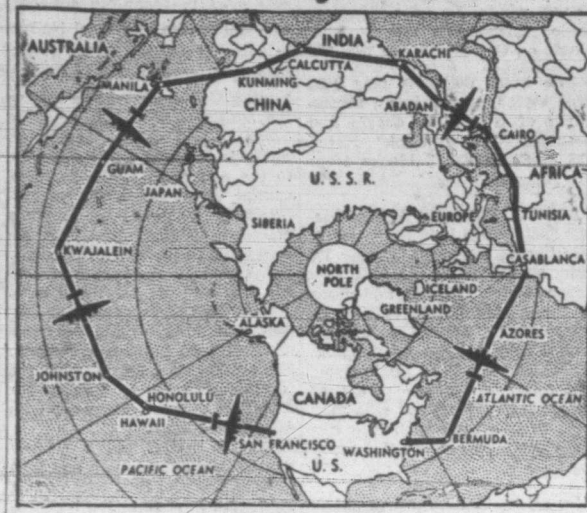 AUSTRALIA
INDIA
KARACHI
CALCUTTA
MANILA
KUNMING
CHINA
ABADAN
CAIRO
GUAM
U. S. S. R.
AFRICA
JAPAN
EUROPE
TUNISIA
SIBERIA
KWAJALEIN
CASABLANCA
NORTH
POLE
ICELAND
GREENLAND
ALASKA
AZORES
JOHNSTON
HONOLULU
HAWAII
CANADA
ATLANTIC OCEAN
SAN FRANCISCO
WASHINGTON
BERMUDA
U. S.
PACIFIC OCEAN